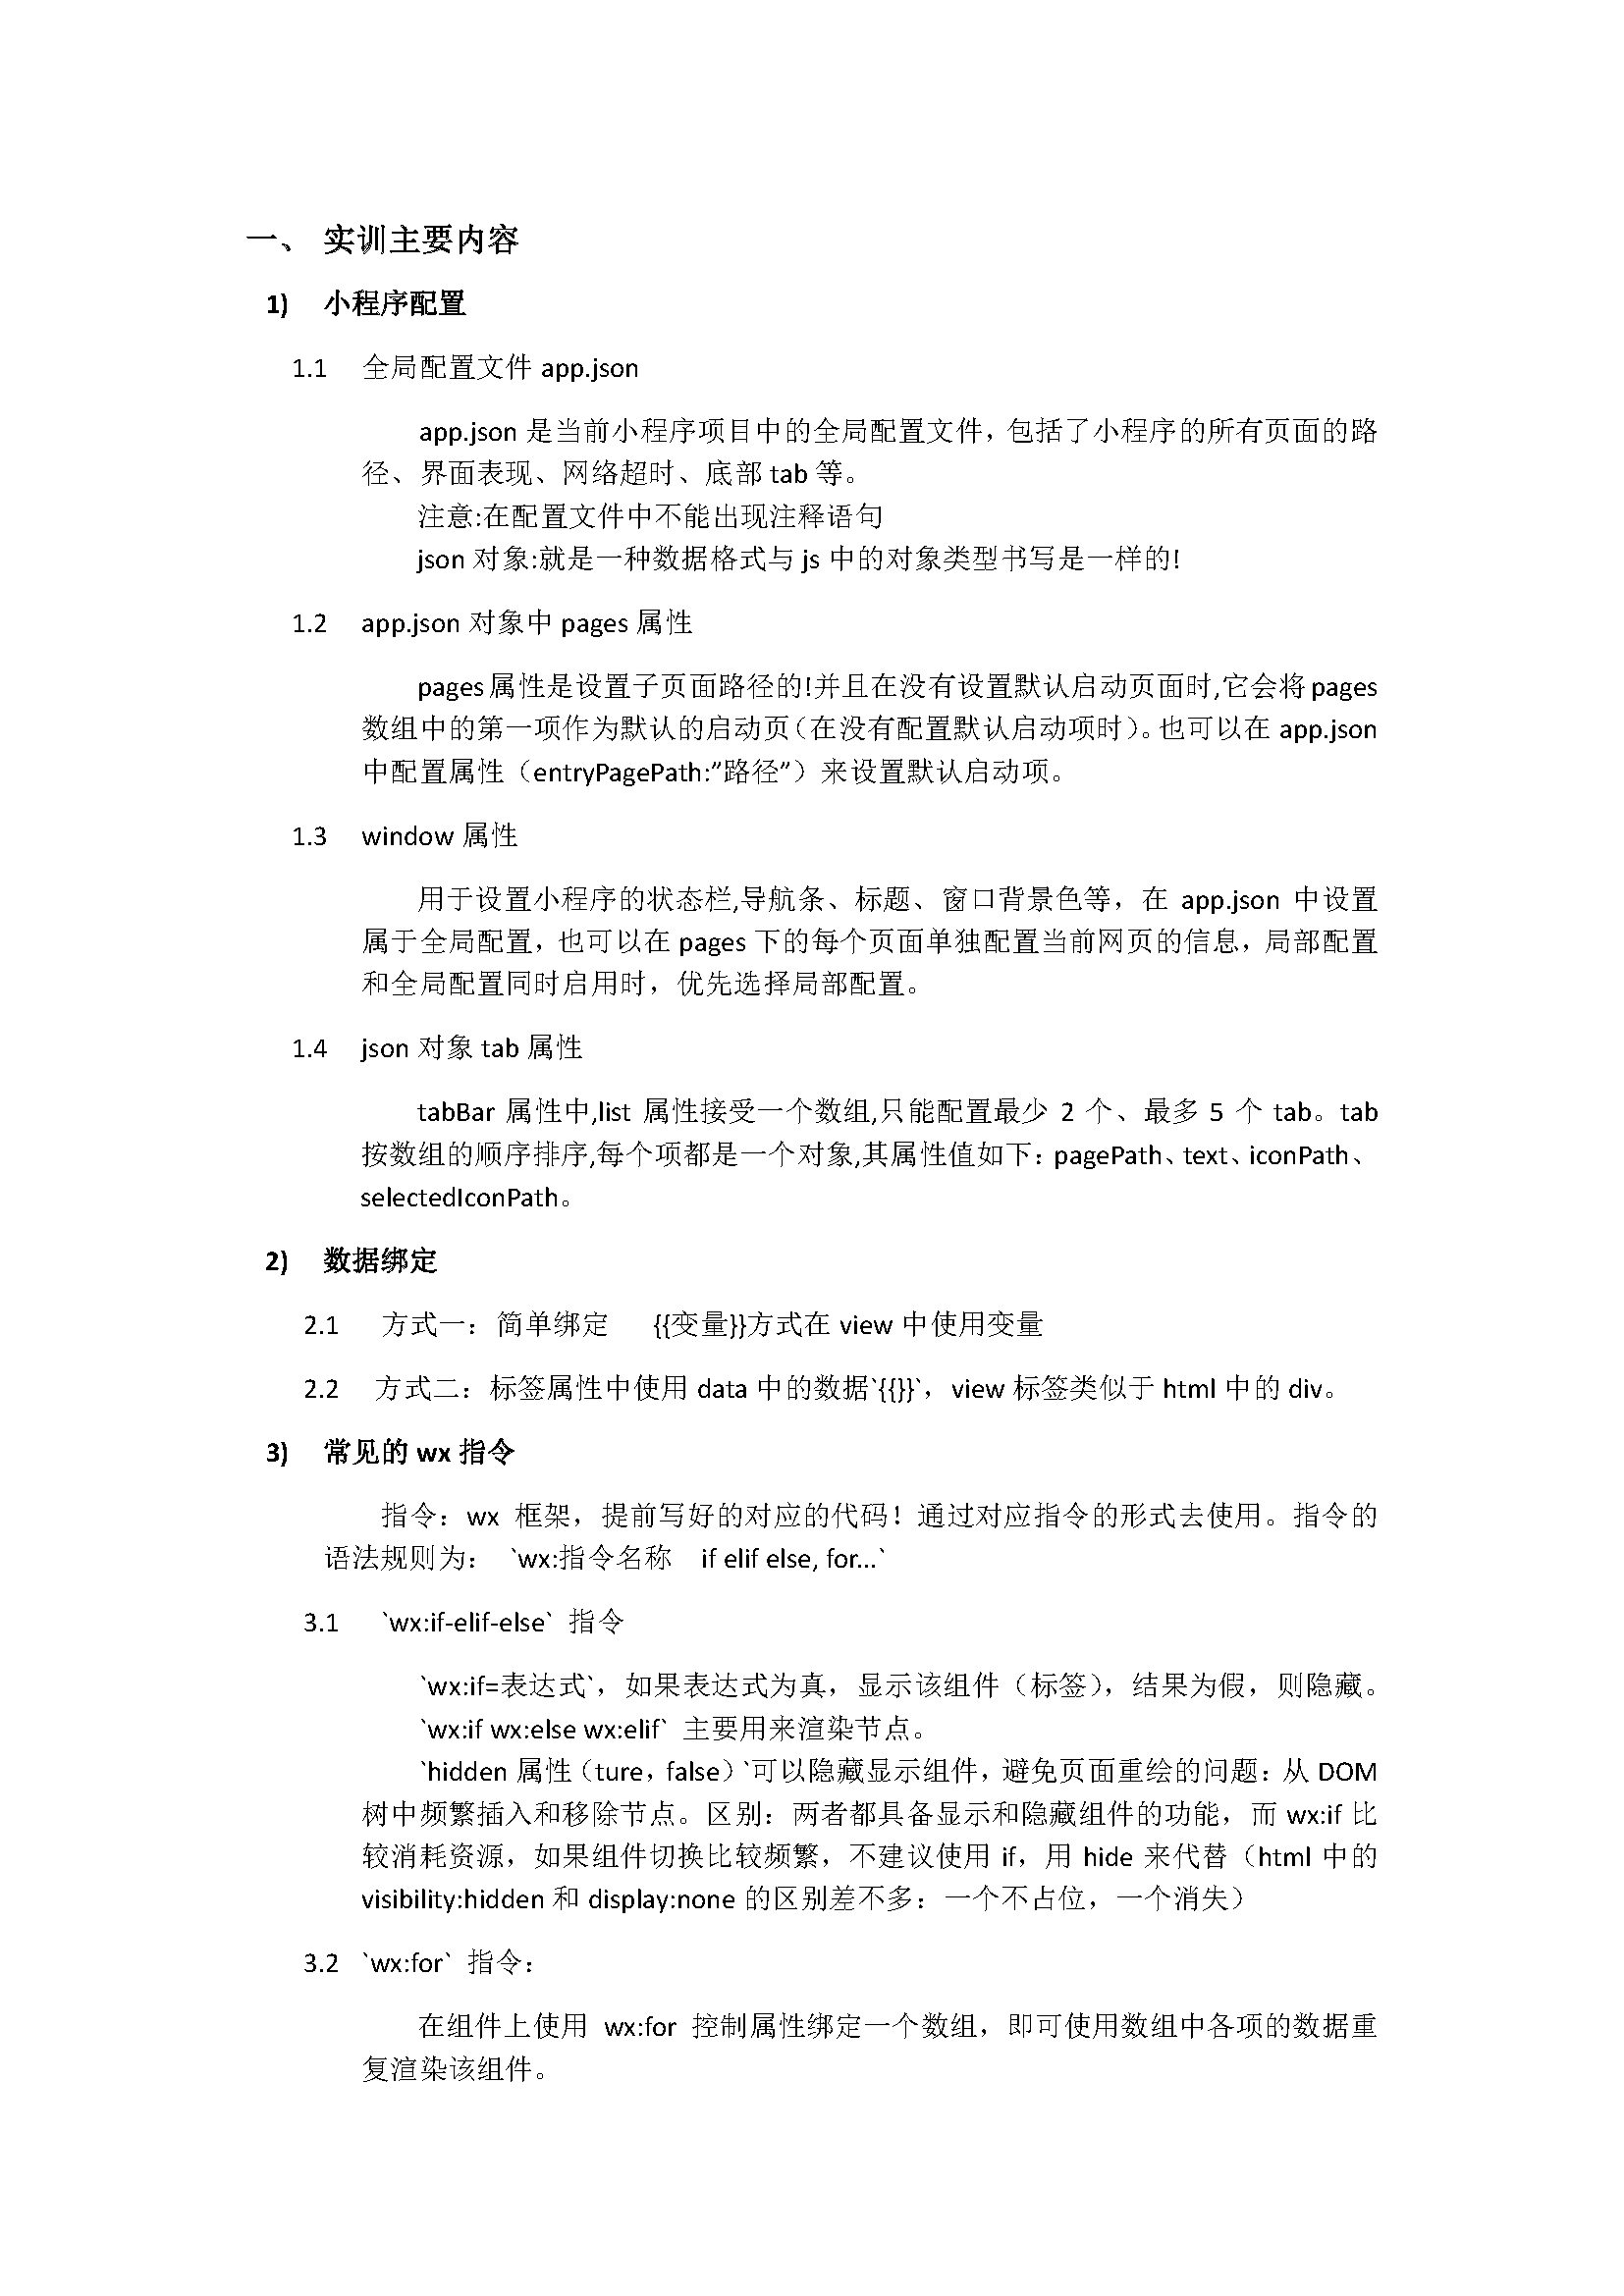 一、 实训主要内容
1) 小程序配置
1.1 全局配置文件 app.json
app.json 是当前小程序项目中的全局配置文件，包括了小程序的所有页面的路
径、界面表现、网络超时、底部 tab 等。
注意:在配置文件中不能出现注释语句
json 对象:就是一种数据格式与 js 中的对象类型书写是一样的!
1.2 app.json 对象中 pages 属性
pages 属性是设置子页面路径的!并且在没有设置默认启动页面时,它会将 pages
数组中的第一项作为默认的启动页（在没有配置默认启动项时）。也可以在 app.json
中配置属性（entryPagePath:”路径”）来设置默认启动项。
1.3 window 属性
用于设置小程序的状态栏,导航条、标题、窗口背景色等，在 app.json 中设置
属于全局配置，也可以在 pages 下的每个页面单独配置当前网页的信息，局部配置
和全局配置同时启用时，优先选择局部配置。
1.4 json 对象 tab 属性
tabBar 属性中,list 属性接受一个数组,只能配置最少 2 个、最多 5 个 tab。tab
按数组的顺序排序,每个项都是一个对象,其属性值如下：pagePath、text、iconPath、
selectedIconPath。
2) 数据绑定
2.1 方式一：简单绑定 {{变量}}方式在 view 中使用变量
2.2 方式二：标签属性中使用 data 中的数据`{{}}`，view 标签类似于 html 中的 div。
3) 常见的 wx 指令
指令：wx 框架，提前写好的对应的代码！通过对应指令的形式去使用。指令的
语法规则为： `wx:指令名称 if elif else, for...`
3.1 `wx:if-elif-else` 指令
`wx:if=表达式`，如果表达式为真，显示该组件（标签），结果为假，则隐藏。
`wx:if wx:else wx:elif` 主要用来渲染节点。
`hidden 属性（ture，false）`可以隐藏显示组件，避免页面重绘的问题：从 DOM
树中频繁插入和移除节点。区别：两者都具备显示和隐藏组件的功能，而 wx:if 比
较消耗资源，如果组件切换比较频繁，不建议使用 if，用 hide 来代替（html 中的
visibility:hidden 和 display:none 的区别差不多：一个不占位，一个消失）
3.2 `wx:for` 指令：
在组件上使用 wx:for 控制属性绑定一个数组，即可使用数组中各项的数据重
复渲染该组件。